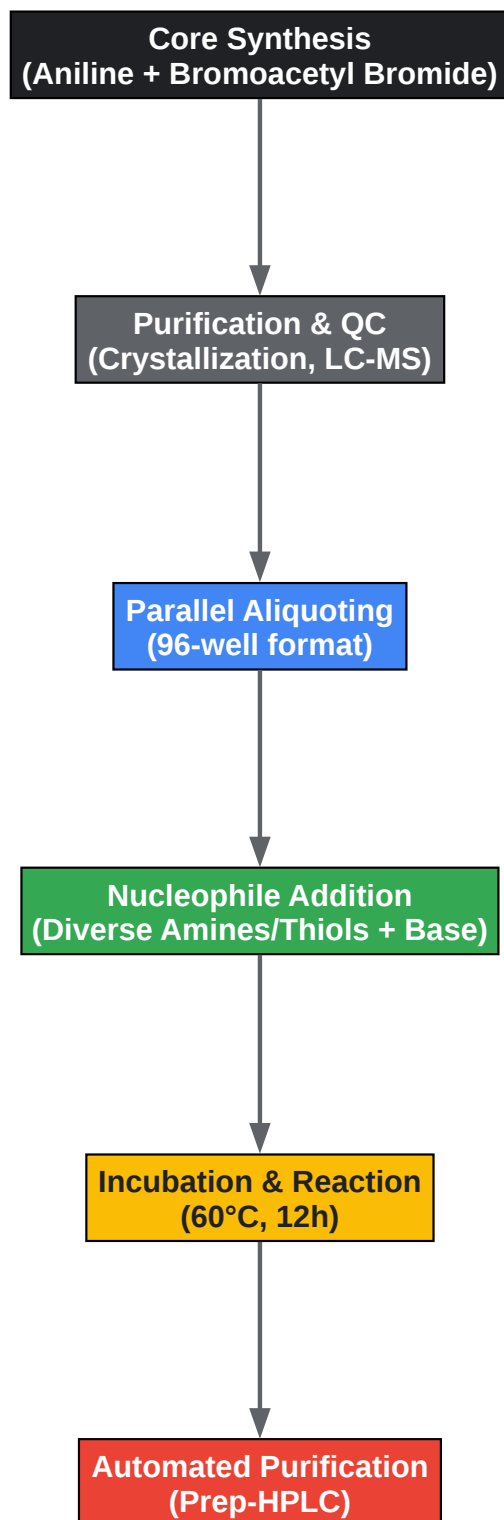 Core Synthesis
(Aniline + Bromoacetyl Bromide)
Purification & QC
(Crystallization, LC-MS)
Parallel Aliquoting
(96-well format)
Nucleophile Addition
(Diverse Amines/Thiols + Base)
Incubation & Reaction
(60°C, 12h)
Automated Purification
(Prep-HPLC)